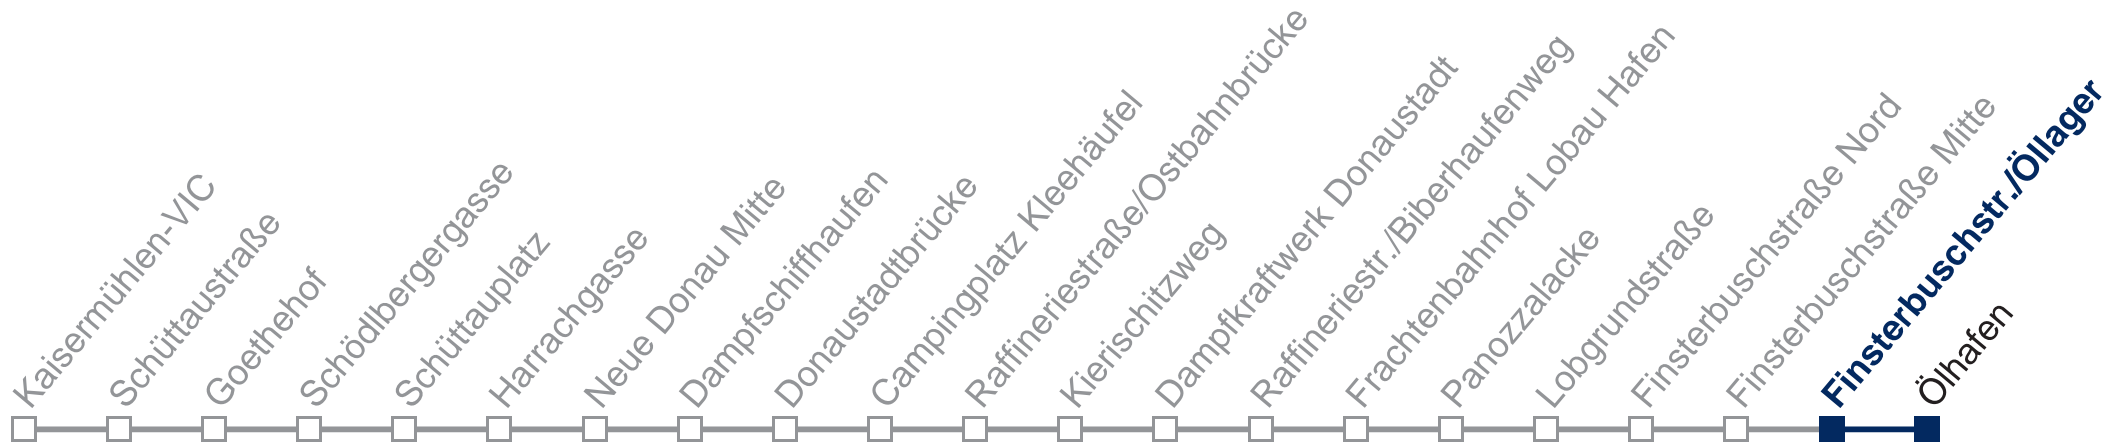 Kaisermühlen-VIC
Schüttaustraße
Goethehof
Schödlbergergasse
Schüttauplatz
Harrachgasse
Neue Donau Mitte
Dampfschiffhaufen
Donaustadtbrücke
Campingplatz Kleehäufel
Raffineriestraße/Ostbahnbrücke
Kierischitzweg
Dampfkraftwerk Donaustadt
Raffineriestr./Biberhaufenweg
Frachtenbahnhof Lobau Hafen
Panozzalacke
Lobgrundstraße
Finsterbuschstraße Nord
Finsterbuschstraße Mitte
Finsterbuschstr./Öllager
Ölhafen